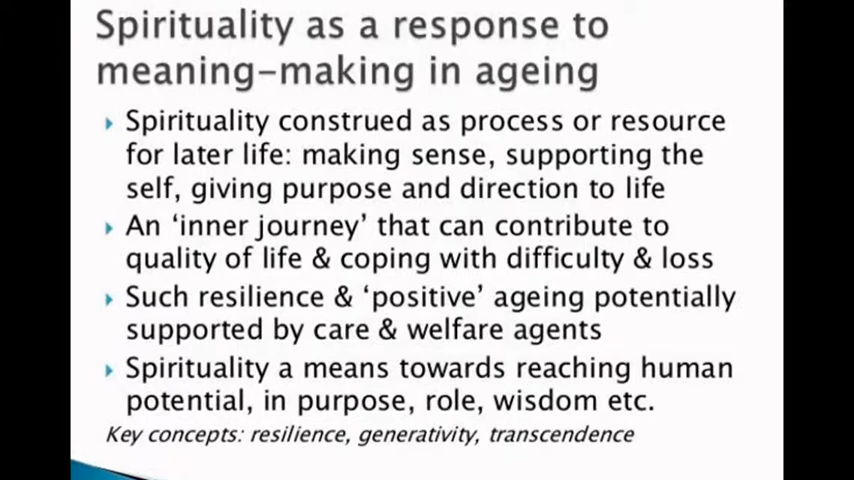 Spirituality as a response to
meaning-making in ageing
Spirituality construed as process or resource
for later life: making sense, supporting the
self, giving purpose and direction to life
An ‘inner journey’ that can contribute to
quality of life & coping with difficulty & loss
Such resilience & ‘positive’ ageing potentially
supported by care & welfare agents
Spirituality a means towards reaching human
potential, in purpose, role, wisdom etc.
Key concepts: resilience, generativity, transcendence